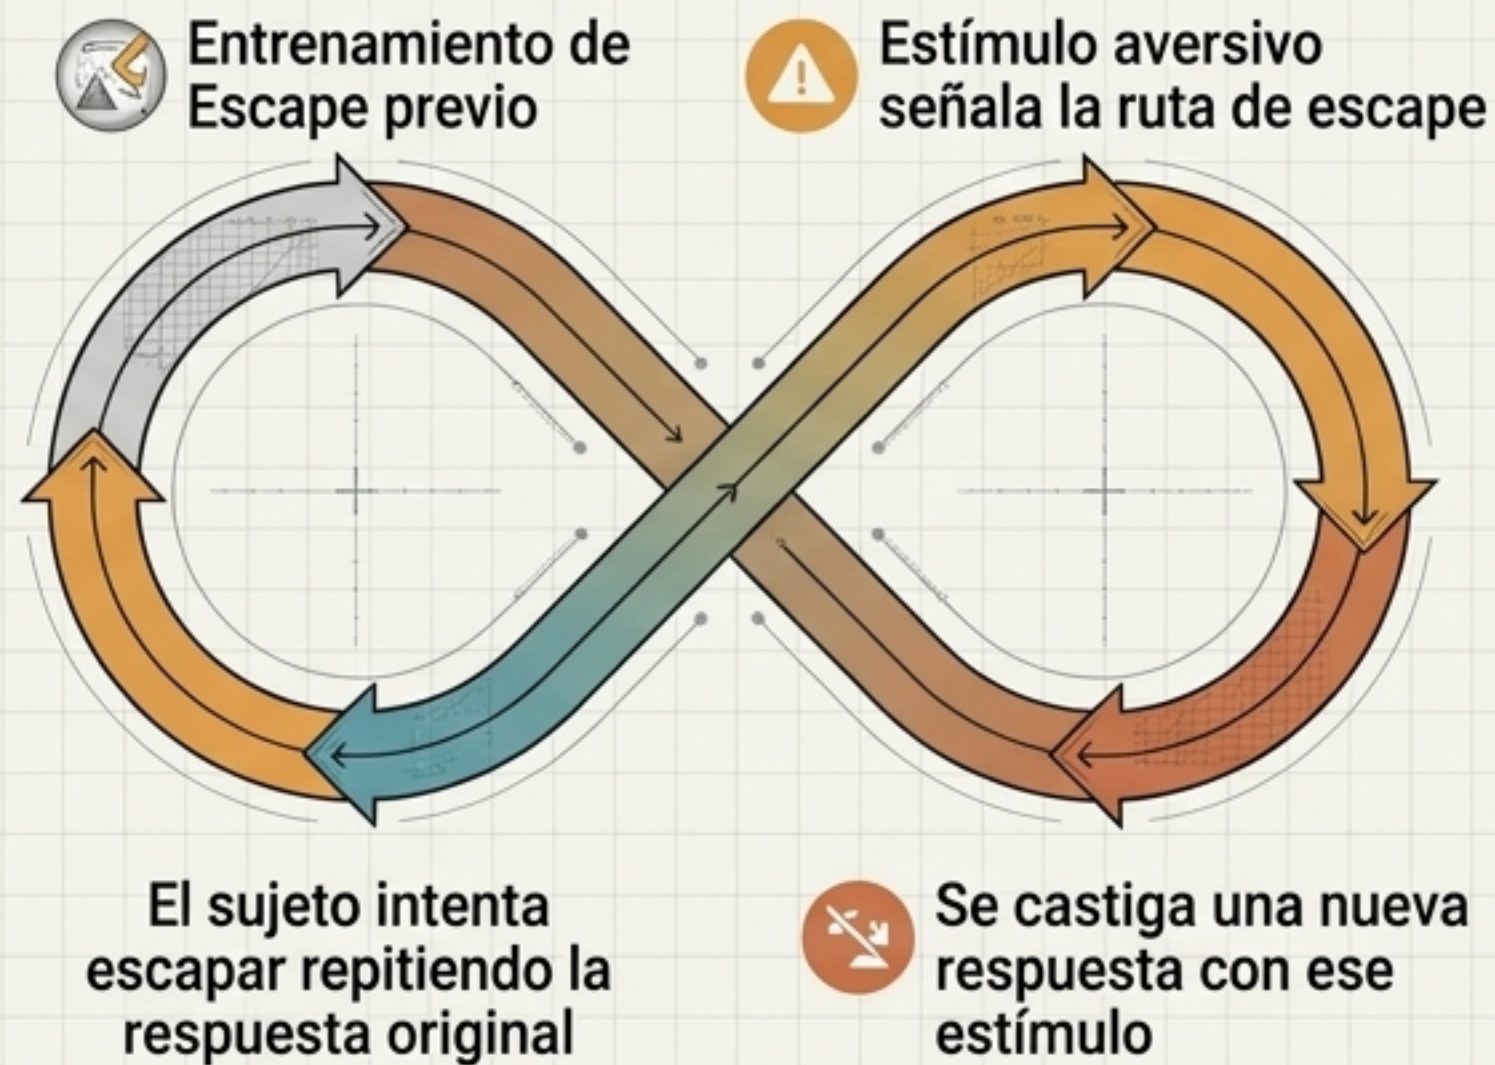 Entrenamiento de
Escape previo
Estímulo aversivo
señala la ruta de escape
El sujeto intenta
escapar repitiendo la
respuesta original
Se castiga una nueva
respuesta con ese
estímulo